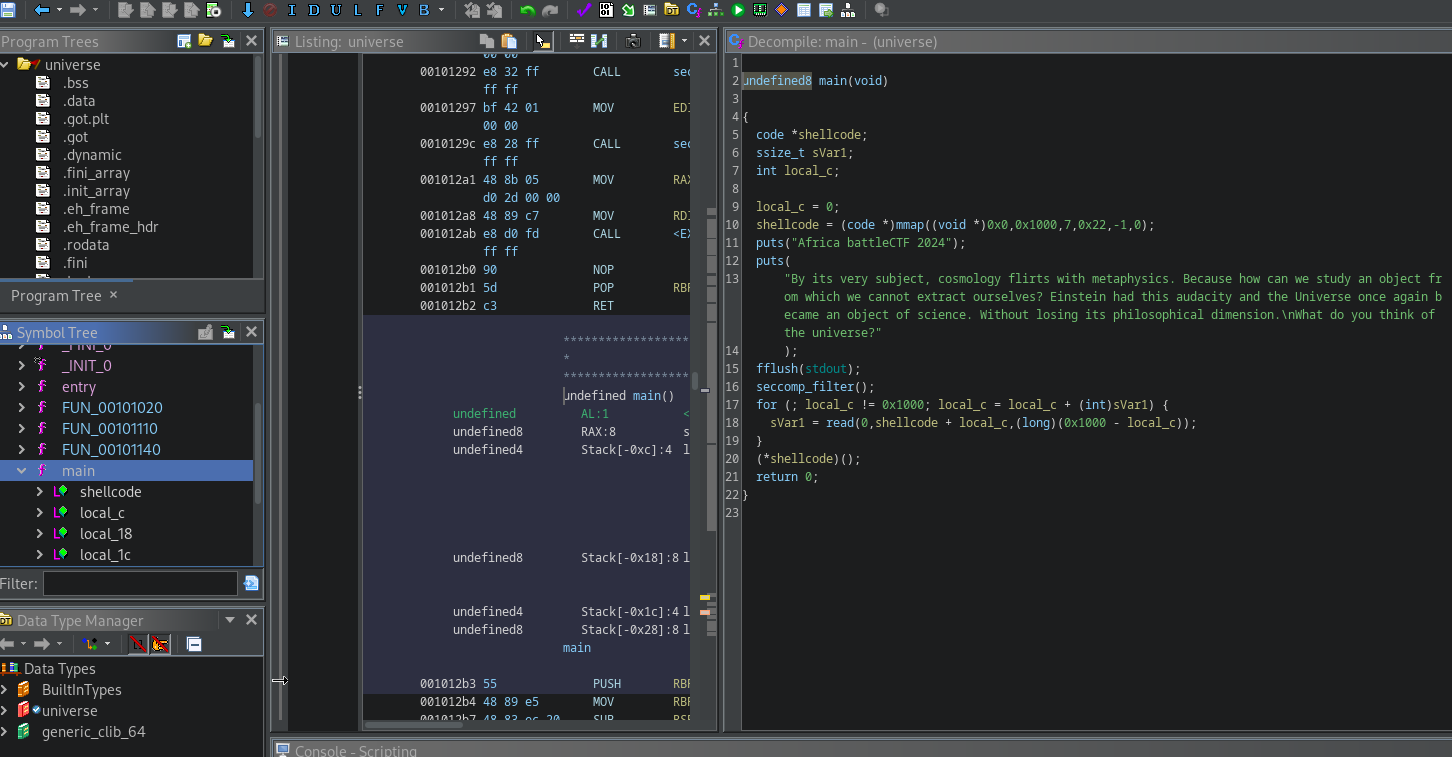 I D U L F V B
Program Trees
universe
.bss
.data
.got.plt
.got
.dynamic
.fini_array
.init_array
.eh_frame
.eh_frame_hdr
.rodata
.fini
Program Tree ×
Symbol Tree
_INIT_0
entry
FUN_00101020
FUN_00101110
FUN_00101140
main
shellcode
local_c
local_18
local_1c
Filter:
Data Type Manager
Data Types
BuiltInTypes
universe
generic_clib_64
Listing: universe
00 00
00101292 e8 32 ff CALL sec
ff ff
00101297 bf 42 01 MOV EDI
00 00
0010129c e8 28 ff CALL sec
ff ff
001012a1 48 8b 05 MOV RAX
d0 2d 00 00
001012a8 48 89 c7 MOV RDI
001012ab e8 d0 fd CALL <EX
ff ff
001012b0 90 NOP
001012b1 5d POP RBP
001012b2 c3 RET
******************
*
******************
undefined main()
undefined AL:1 <
undefined8 RAX:8 s
undefined4 Stack[-0xc]:4 l
undefined8 Stack[-0x18]:8 l
undefined4 Stack[-0x1c]:4 l
undefined8 Stack[-0x28]:8 l
main
001012b3 55 PUSH RBP
001012b4 48 89 e5 MOV RBP
001012b7 48 83 ec 20 SUB RSP
Decompile: main - (universe)
1
2 undefined8 main(void)
3
4 {
5 code *shellcode;
6 ssize_t sVar1;
7 int local_c;
8
9 local_c = 0;
10 shellcode = (code *)mmap((void *)0x0,0x1000,7,0x22,-1,0);
11 puts("Africa battleCTF 2024");
12 puts(
13 "By its very subject, cosmology flirts with metaphysics. Because how can we study an object fr
om which we cannot extract ourselves? Einstein had this audacity and the Universe once again b
ecame an object of science. Without losing its philosophical dimension.\nWhat do you think of
the universe?"
14 );
15 fflush(stdout);
16 seccomp_filter();
17 for (; local_c != 0x1000; local_c = local_c + (int)sVar1) {
18 sVar1 = read(0,shellcode + local_c,(long)(0x1000 - local_c));
19 }
20 (*shellcode)();
21 return 0;
22 }
23
Console - Scripting